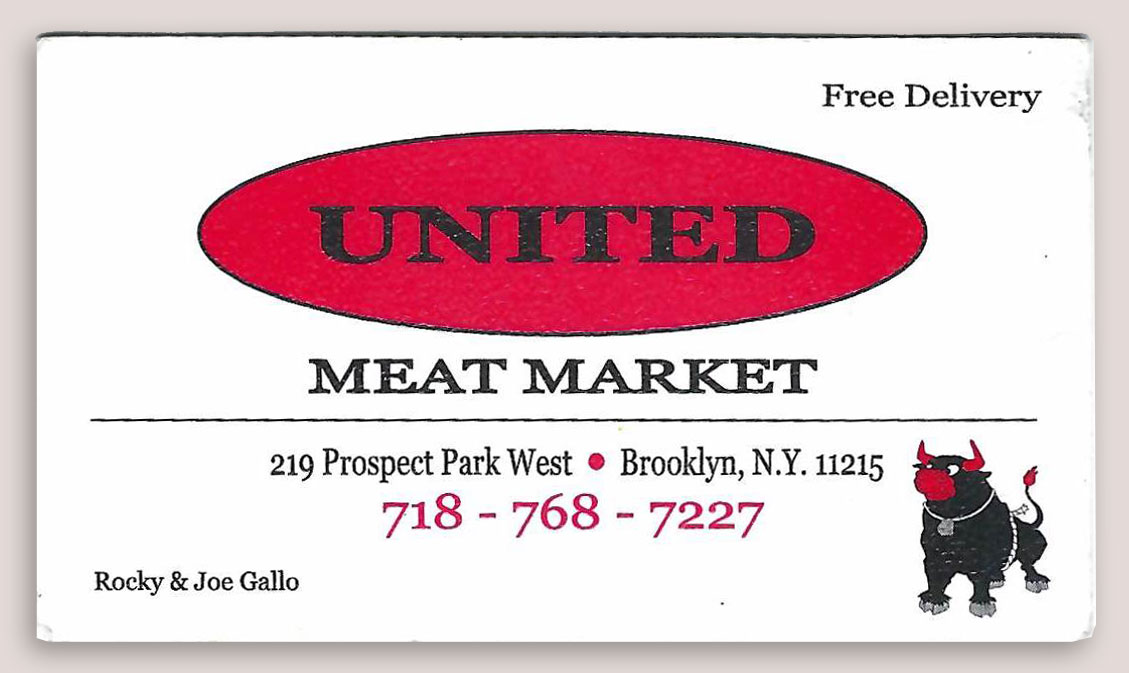 Free Delivery
UNITED
MEAT MARKET
219 Prospect Park West • Brooklyn, N.Y. 11215
718 - 768 - 7227
Rocky & Joe Gallo